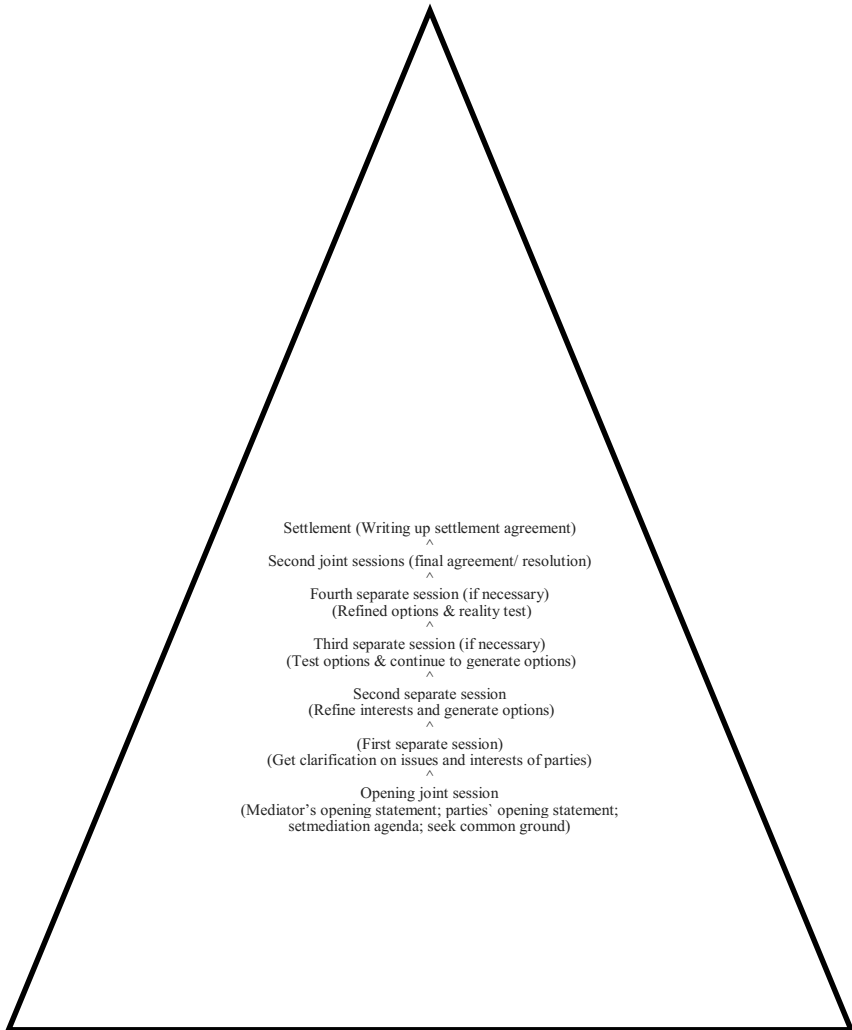 Settlement (Writing up settlement agreement)
^
Second joint sessions (final agreement/ resolution)
^
Fourth separate session (if necessary)
(Refined options & reality test)
^
Third separate session (if necessary)
(Test options & continue to generate options)
^
Second separate session
(Refine interests and generate options)
^
(First separate session)
(Get clarification on issues and interests of parties)
^
Opening joint session
(Mediator’s opening statement; parties` opening statement;
setmediation agenda; seek common ground)